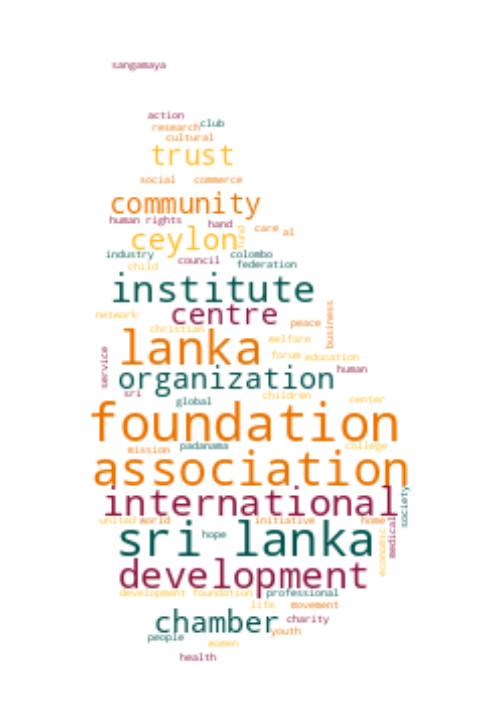 sangamaya
action
research club
cultural
trust
social commerce
community
human rights hand
care al
ceylon fund
industry colombo
council federation
child
institute
centre
network business
peace
christian
lanka welfare
forum education
service human
organization
sri children
global center
foundation
padanama college
mission
association
international society
united world initiative home
medical
hope economic
sri lanka
development
development foundation professional
life movement
chamber charity
youth
people women
health